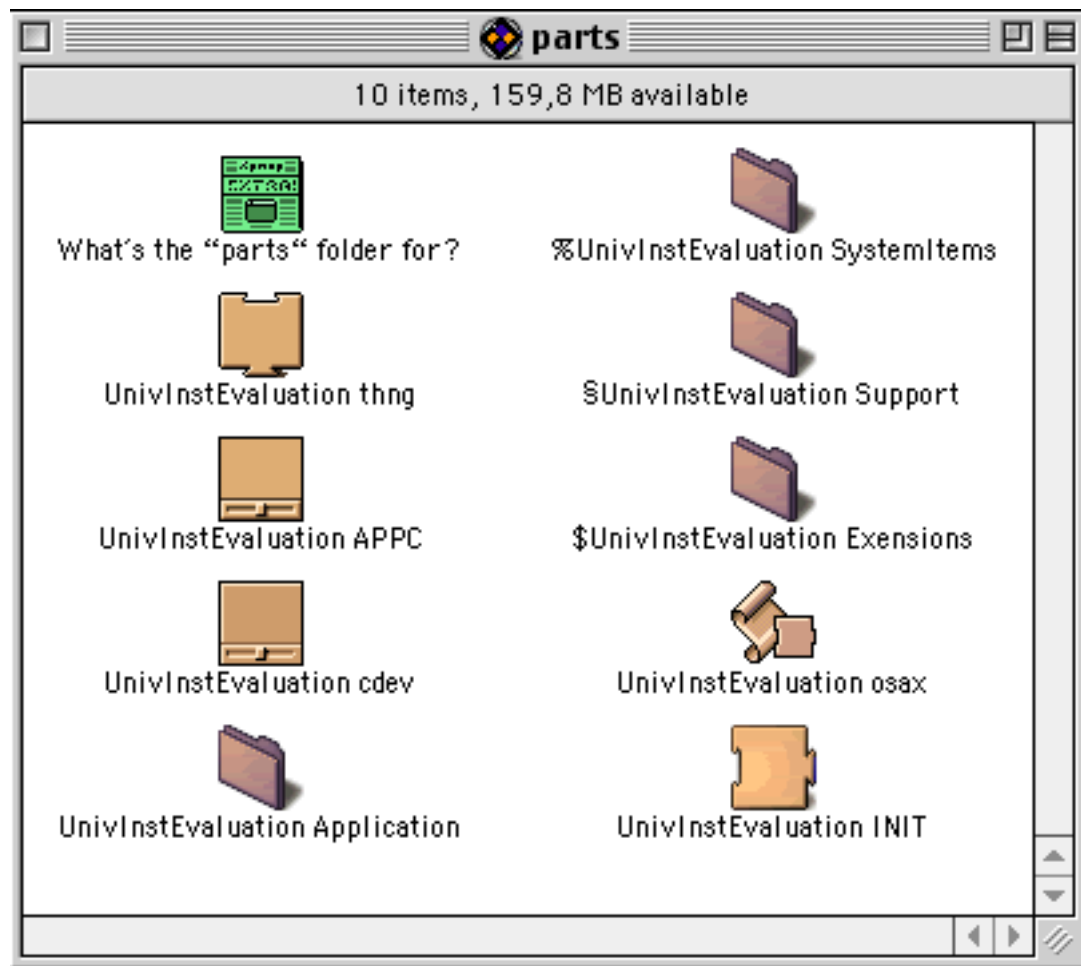 parts
10 items, 159,8 MB available
What's the “parts“ folder for?
%UnivInstEvaluation SystemItems
UnivInstEvaluation thng
§UnivInstEvaluation Support
UnivInstEvaluation APPC
$UnivInstEvaluation Exensions
UnivInstEvaluation cdev
UnivInstEvaluation osax
UnivInstEvaluation Application
UnivInstEvaluation INIT
EXTRA!